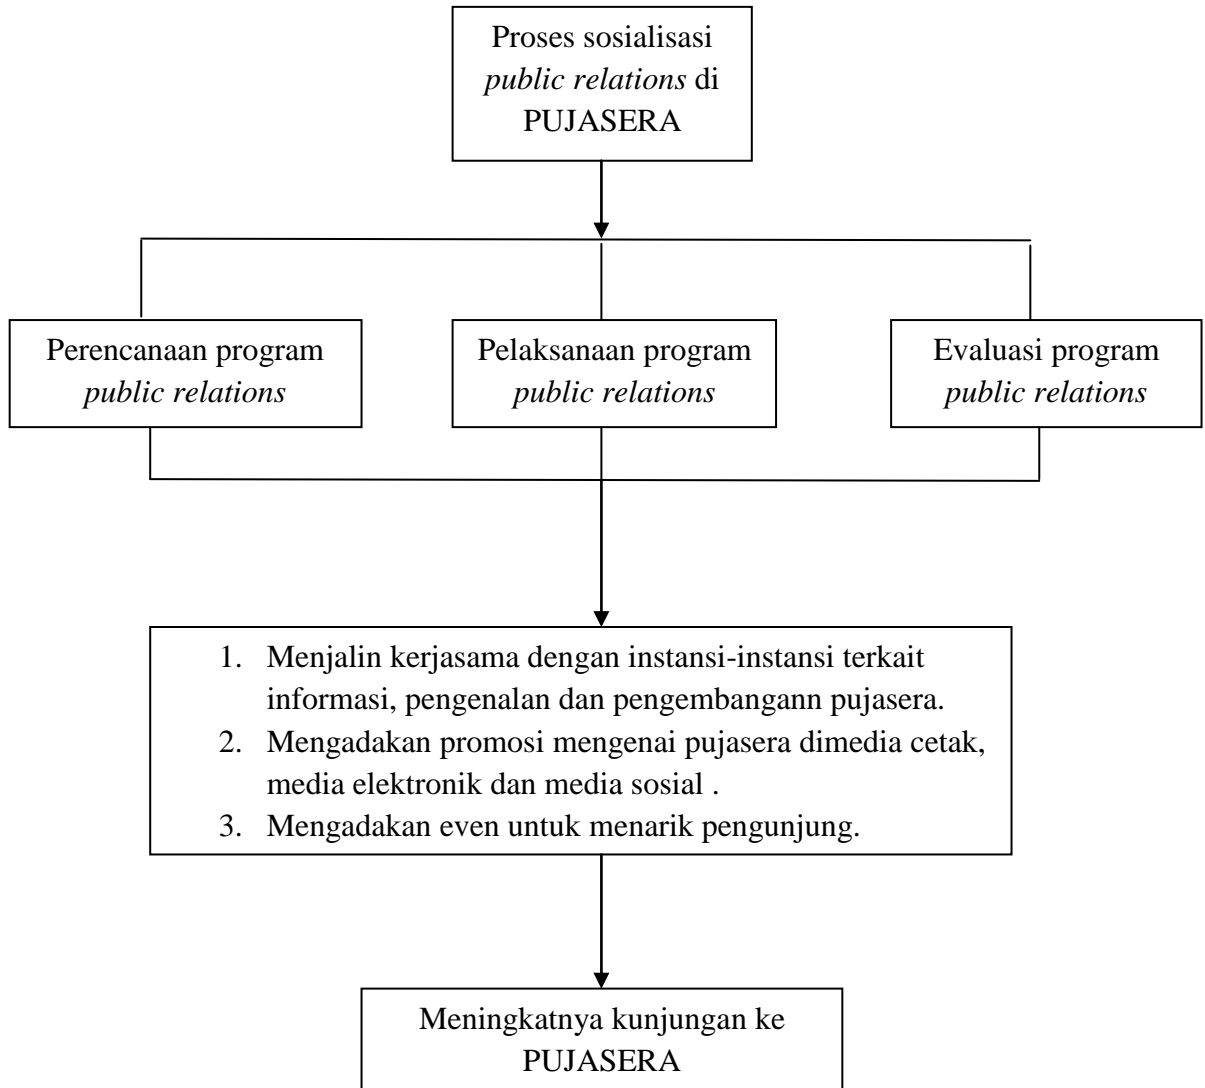 Proses sosialisasi
public relations di
PUJASERA
Perencanaan program
public relations
Pelaksanaan program
public relations
Evaluasi program
public relations
1. Menjalin kerjasama dengan instansi-instansi terkait
informasi, pengenalan dan pengembangann pujasera.
2. Mengadakan promosi mengenai pujasera dimedia cetak,
media elektronik dan media sosial .
3. Mengadakan even untuk menarik pengunjung.
Meningkatnya kunjungan ke
PUJASERA